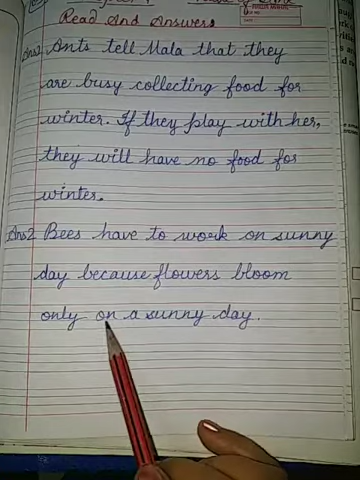 Read And Answers
Ans1 Ants tell Mala that they
are busy collecting food for
winter. If they play with her,
they will have no food for
winter.
Ans2 Bees have to work on sunny
day because flowers bloom
only on a sunny day.